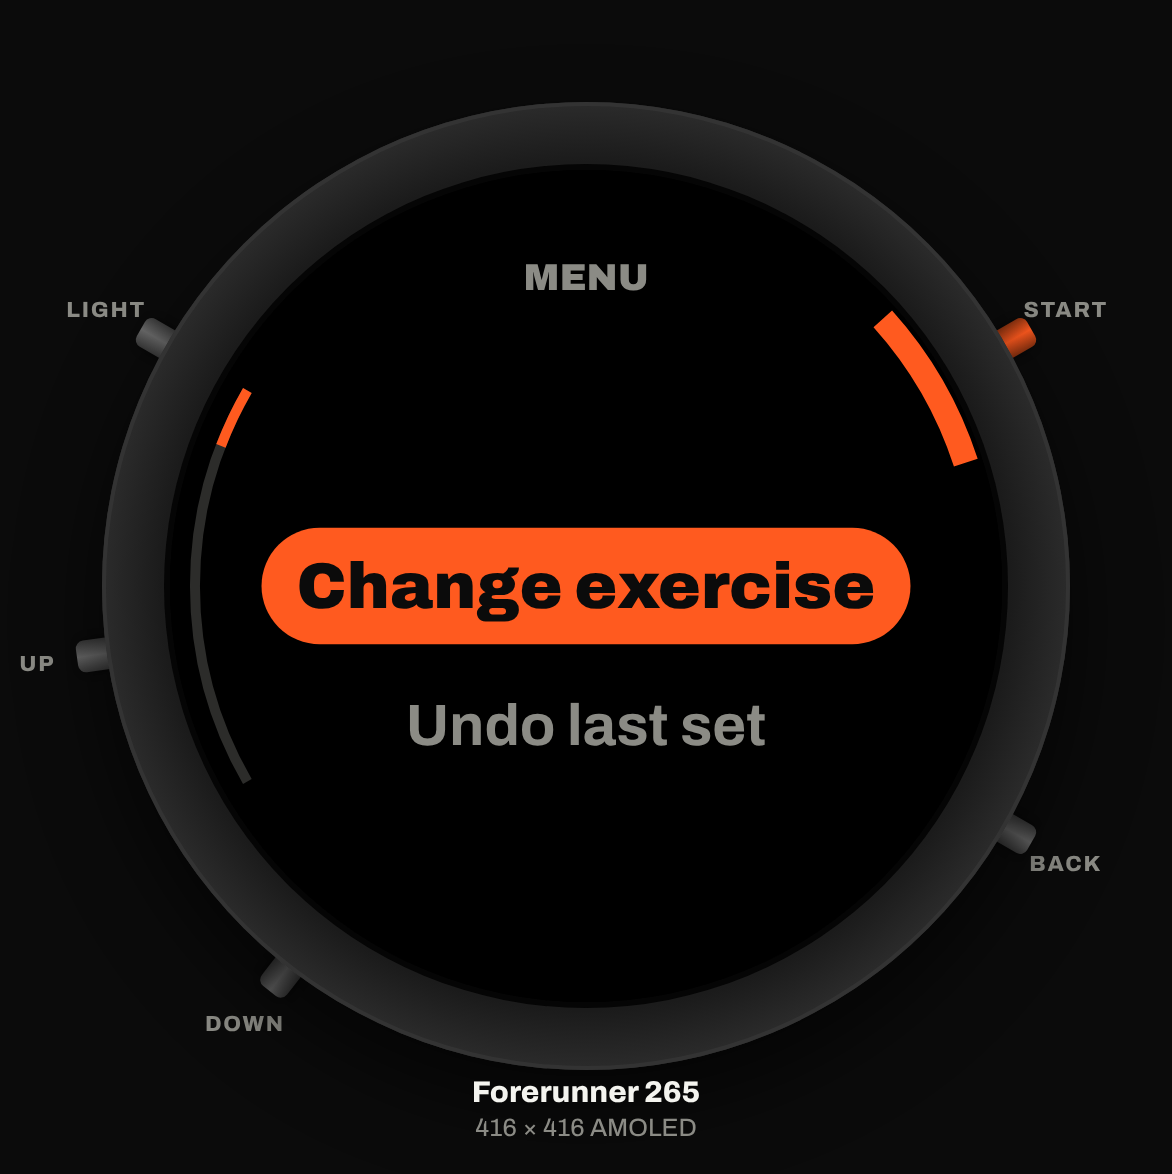 MENU
LIGHT
START
Change exercise
UP
Undo last set
BACK
DOWN
Forerunner 265
416 × 416 AMOLED